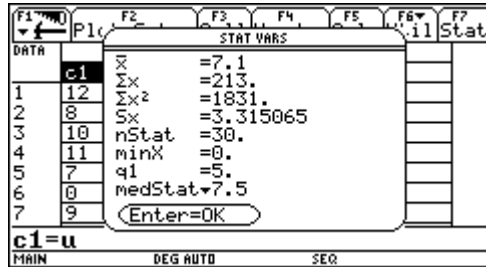 F1 F2 F3 F4 F5 F6 F7
Stat
STAT VARS
DATA
c1
x̄ =7.1
Σx =213.
Σx² =1831.
Sx =3.315065
nStat =30.
minX =0.
q1 =5.
medStat▾7.5
Enter=OK
1 12
2 8
3 10
4 11
5 7
6 0
7 9
c1=u
MAIN DEG AUTO SEQ